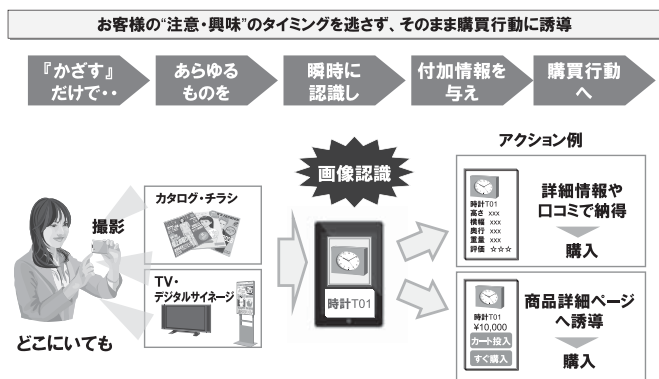 お客様の“注意・興味”のタイミングを逃さず、そのまま購買行動に誘導
『かざす』
だけで・・
あらゆる
ものを
瞬時に
認識し
付加情報を
与え
購買行動
へ
アクション例
画像認識
カタログ・チラシ
撮影
TV・
デジタルサイネージ
どこにいても
時計T01
時計T01
高さ xxx
横幅 xxx
奥行 xxx
重量 xxx
評価 ☆☆☆
詳細情報や
口コミで納得
購入
時計T01
¥10,000
カート投入
すぐ購入
商品詳細ページ
へ誘導
購入